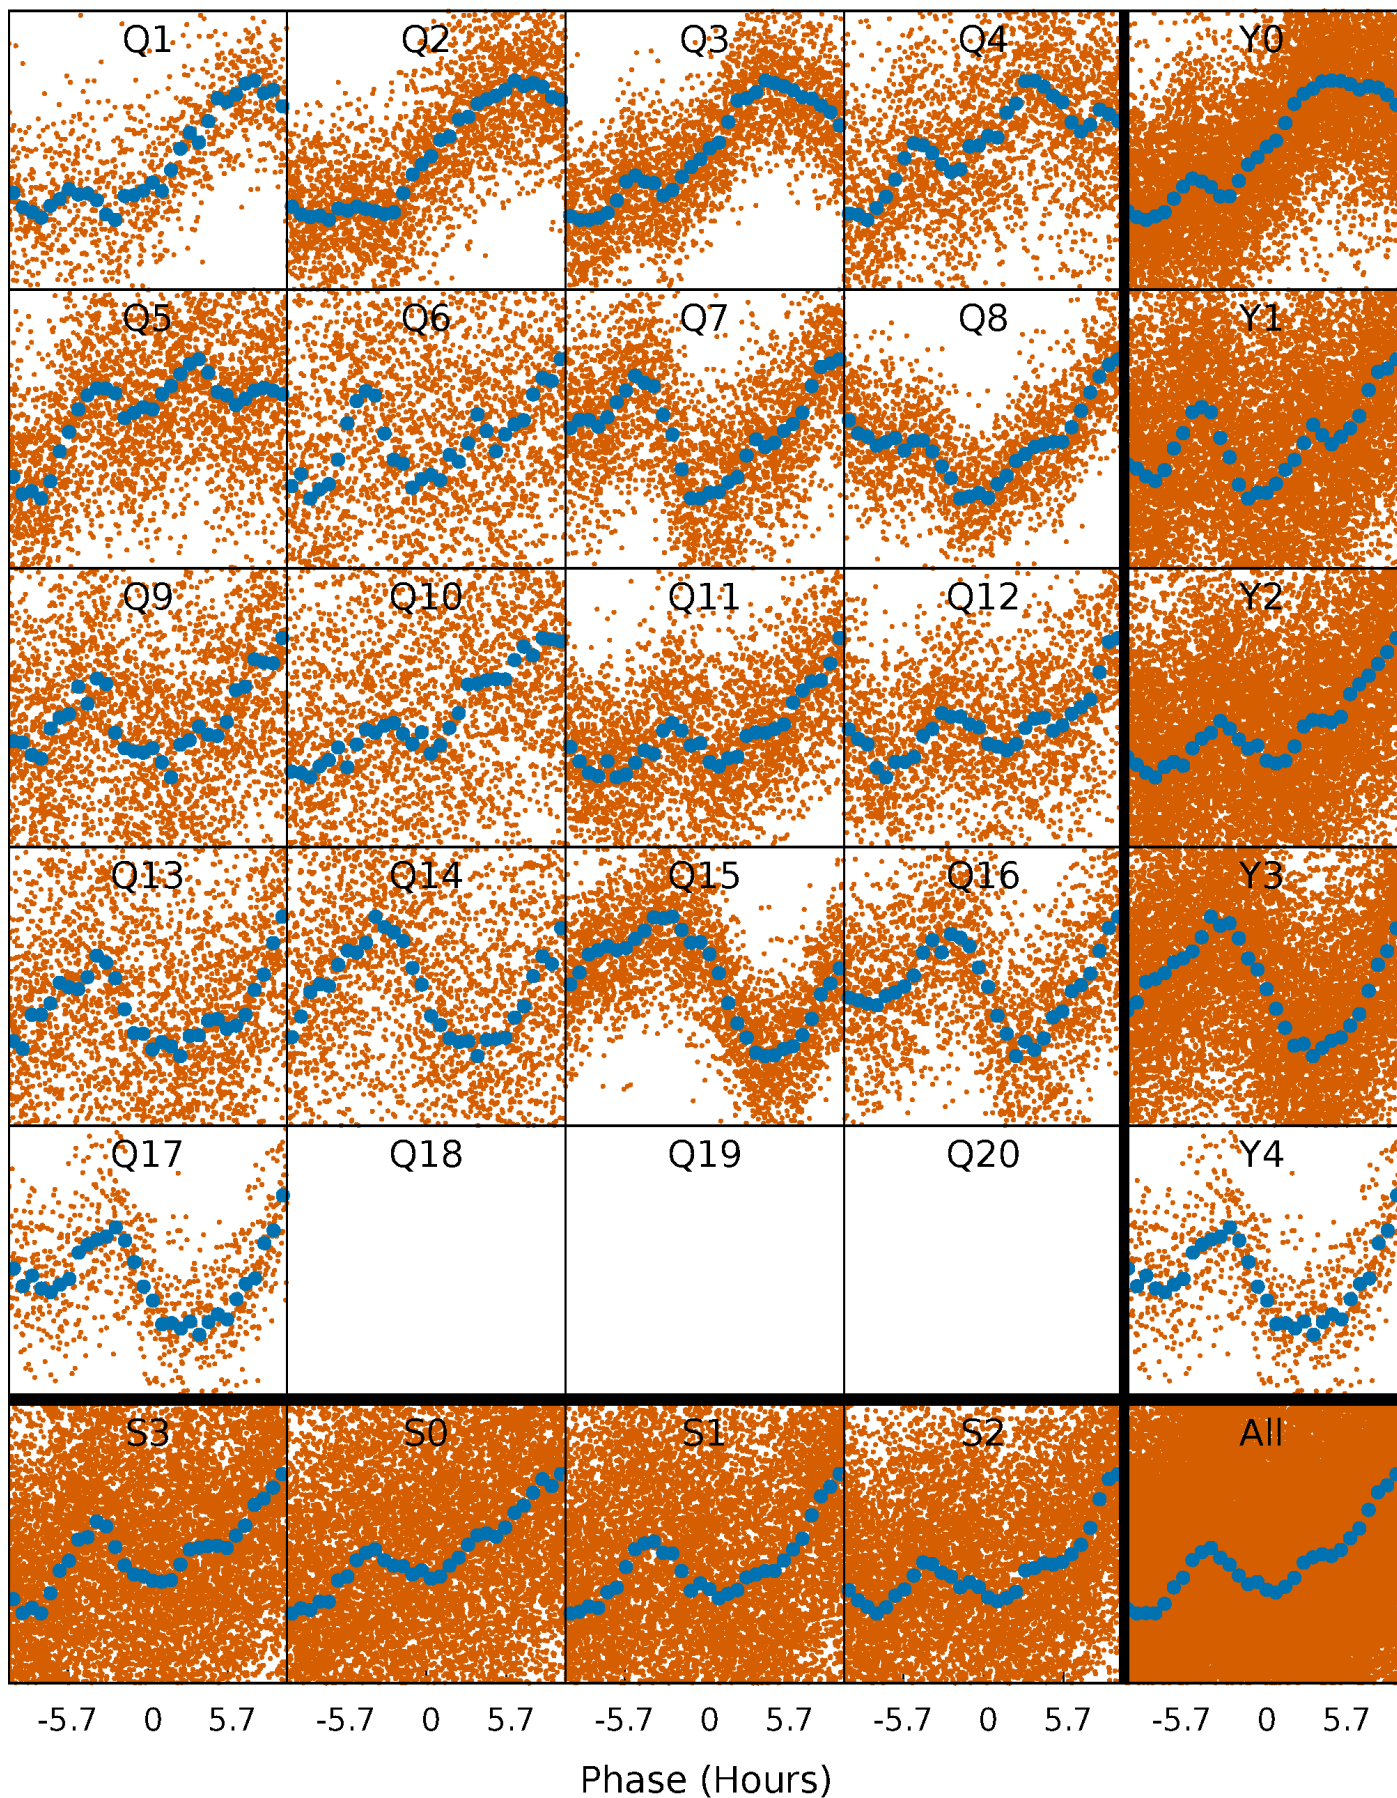 Q1 Q2 Q3 Q4 Y0
Q5 Q6 Q7 Q8 Y1
Q9 Q10 Q11 Q12 Y2
Q13 Q14 Q15 Q16 Y3
Q17 Q18 Q19 Q20 Y4
S3 S0 S1 S2 All
-5.7 0 5.7 -5.7 0 5.7 -5.7 0 5.7 -5.7 0 5.7 -5.7 0 5.7
Phase (Hours)